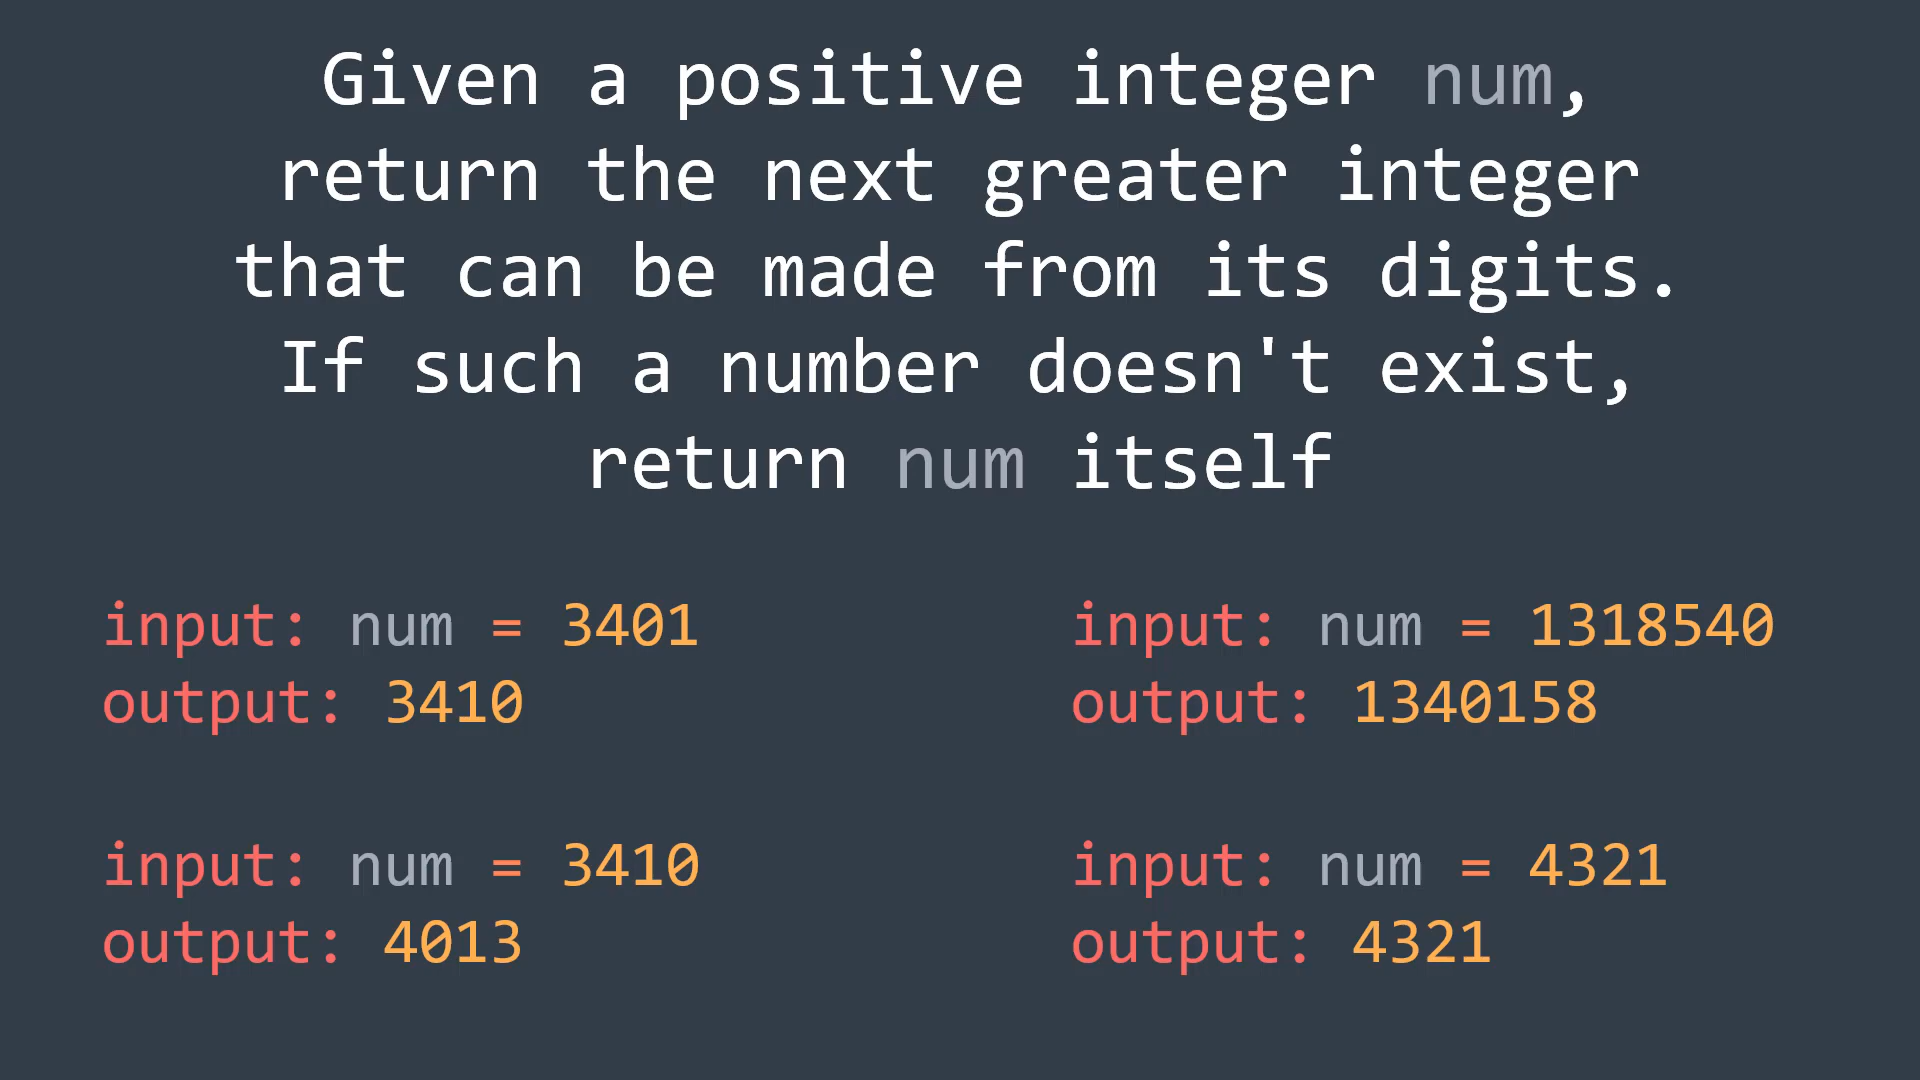 Given a positive integer num,
return the next greater integer
that can be made from its digits.
If such a number doesn't exist,
return num itself
input: num = 3401
output: 3410
input: num = 1318540
output: 1340158
input: num = 3410
output: 4013
input: num = 4321
output: 4321